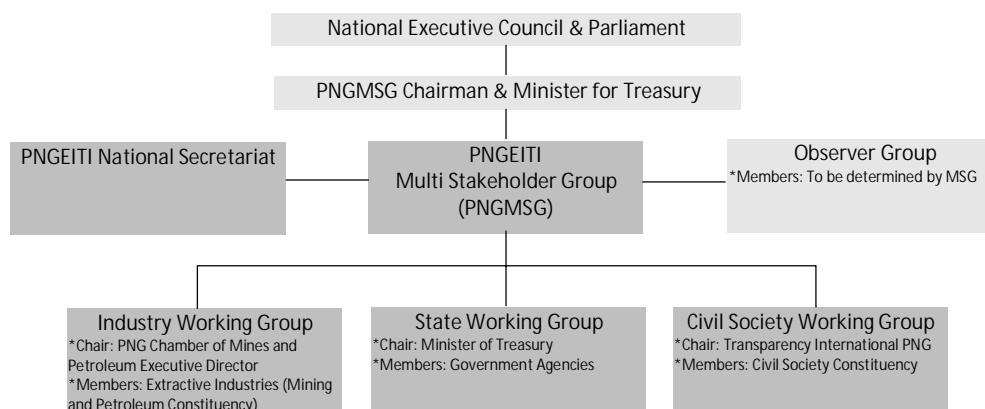 National Executive Council & Parliament
PNGMSG Chairman & Minister for Treasury
PNGEITI National Secretariat
PNGEITI
Multi Stakeholder Group
(PNGMSG)
Observer Group
*Members: To be determined by MSG
Industry Working Group
*Chair: PNG Chamber of Mines and
Petroleum Executive Director
*Members: Extractive Industries (Mining
and Petroleum Constituency)
State Working Group
*Chair: Minister of Treasury
*Members: Government Agencies
Civil Society Working Group
*Chair: Transparency International PNG
*Members: Civil Society Constituency